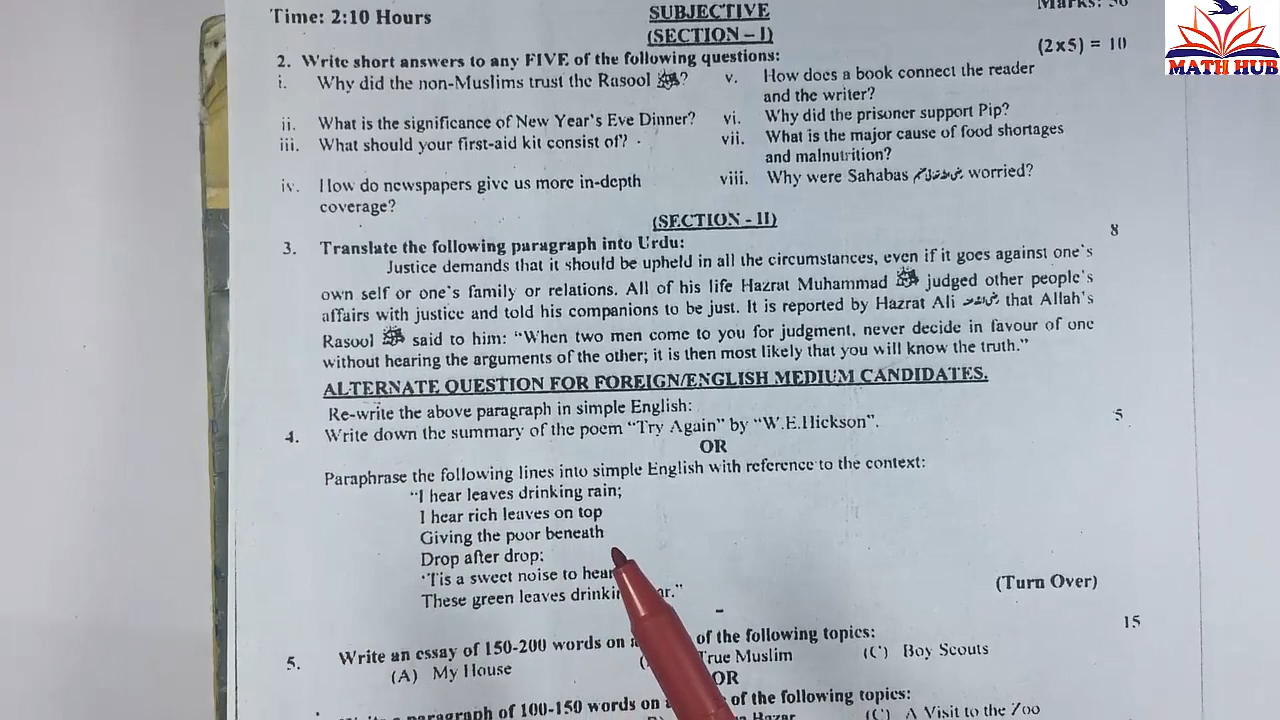 Time: 2:10 Hours
SUBJECTIVE
Marks:
MATH HUB
(SECTION – I)
2. Write short answers to any FIVE of the following questions:
(2x5) = 10
i. Why did the non-Muslims trust the Rasool ﷺ?
v. How does a book connect the reader
and the writer?
ii. What is the significance of New Year's Eve Dinner?
vi. Why did the prisoner support Pip?
iii. What should your first-aid kit consist of?
vii. What is the major cause of food shortages
and malnutrition?
iv. How do newspapers give us more in-depth
coverage?
viii. Why were Sahabas worried?
(SECTION - II)
3. Translate the following paragraph into Urdu:
8
Justice demands that it should be upheld in all the circumstances, even if it goes against one's
own self or one's family or relations. All of his life Hazrat Muhammad ﷺ judged other people's
affairs with justice and told his companions to be just. It is reported by Hazrat Ali that Allah's
Rasool ﷺ said to him: "When two men come to you for judgment, never decide in favour of one
without hearing the arguments of the other; it is then most likely that you will know the truth."
ALTERNATE QUESTION FOR FOREIGN/ENGLISH MEDIUM CANDIDATES.
Re-write the above paragraph in simple English:
4. Write down the summary of the poem "Try Again" by "W.E.Hickson".
5
OR
Paraphrase the following lines into simple English with reference to the context:
"I hear leaves drinking rain;
I hear rich leaves on top
Giving the poor beneath
Drop after drop;
'Tis a sweet noise to hear
These green leaves drinking
(Turn Over)
5. Write an essay of 150-200 words on of the following topics:
15
(A) My House
True Muslim
(C) Boy Scouts
OR
paragraph of 100-150 words on of the following topics:
(C) A Visit to the Zoo